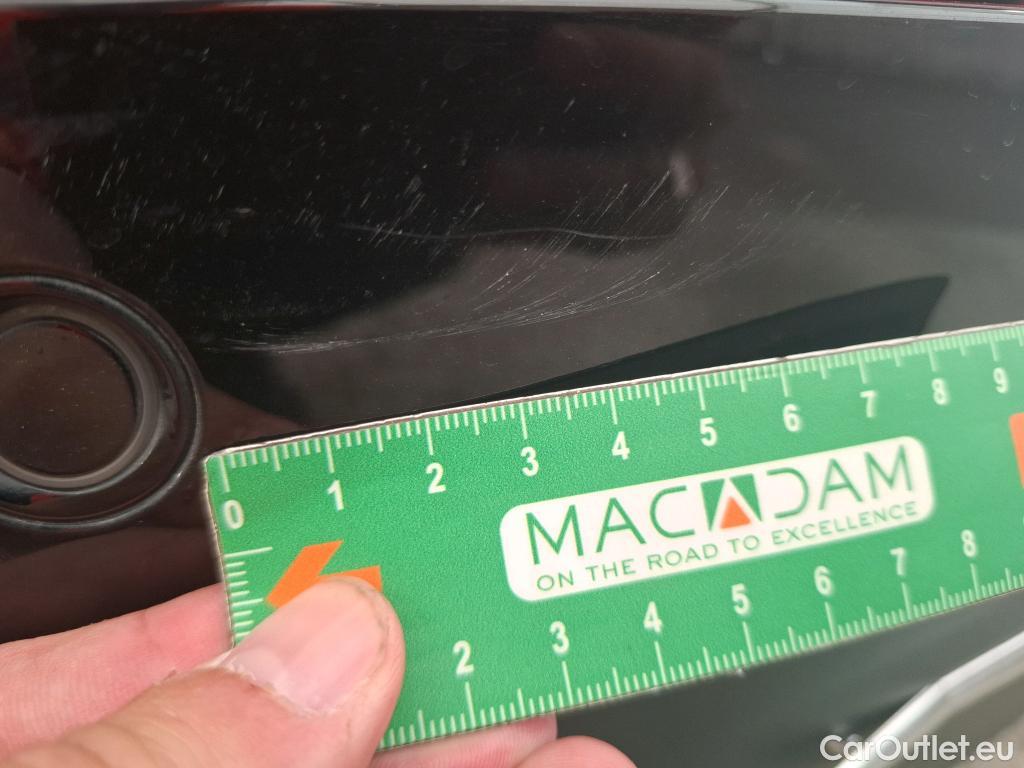 0 1 2 3 4 5 6 7 8 9
MACADAM
ON THE ROAD TO EXCELLENCE
2 3 4 5 6 7 8
CarOutlet.eu